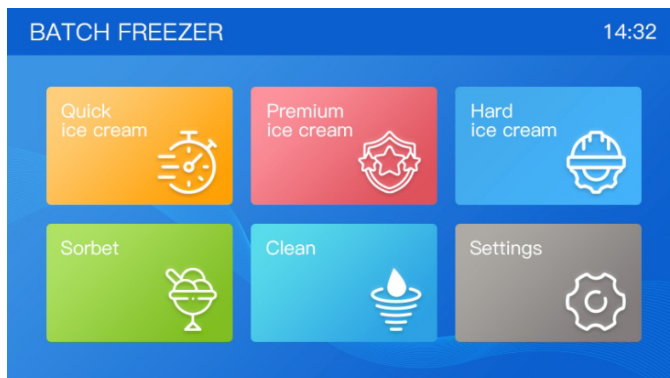 BATCH FREEZER
14:32
Quick
ice cream
Premium
ice cream
Hard
ice cream
Sorbet
Clean
Settings